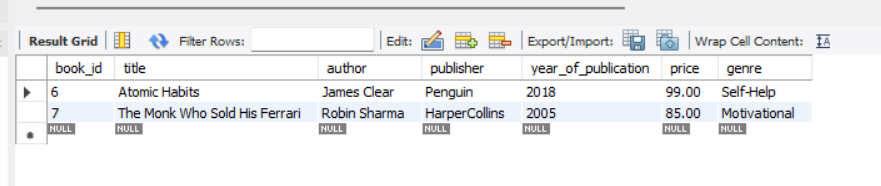 Result Grid Filter Rows: Edit: Export/Import: Wrap Cell Content: IA
book_id title author publisher year_of_publication price genre
6 Atomic Habits James Clear Penguin 2018 99.00 Self-Help
7 The Monk Who Sold His Ferrari Robin Sharma HarperCollins 2005 85.00 Motivational
NULL NULL NULL NULL NULL NULL NULL